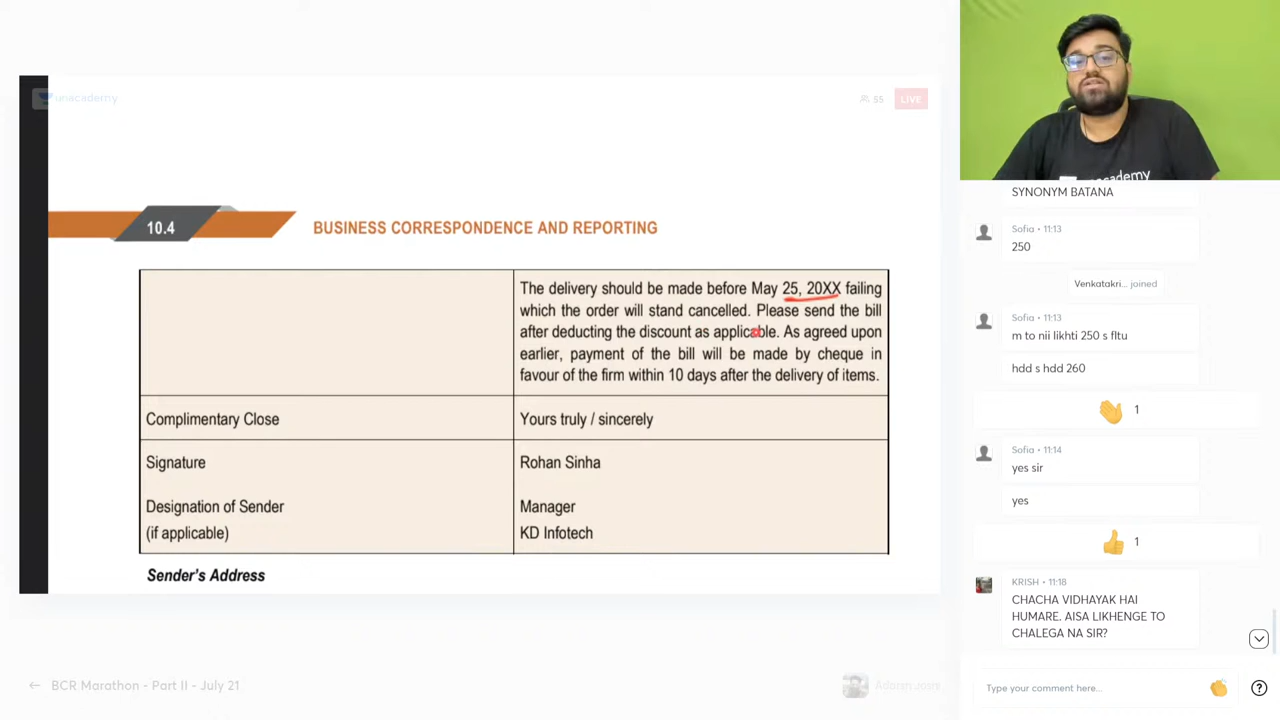 unacademy
55
LIVE
10.4
BUSINESS CORRESPONDENCE AND REPORTING
The delivery should be made before May 25, 20XX failing
which the order will stand cancelled. Please send the bill
after deducting the discount as applicable. As agreed upon
earlier, payment of the bill will be made by cheque in
favour of the firm within 10 days after the delivery of items.
Complimentary Close
Yours truly / sincerely
Signature
Rohan Sinha
Designation of Sender
(if applicable)
Manager
KD Infotech
Sender's Address
BCR Marathon - Part II - July 21
Adarsh Joshi
unacademy
SYNONYM BATANA
Sofia • 11:13
250
Venkatakri... joined
Sofia • 11:13
m to nii likhti 250 s fltu
hdd s hdd 260
1
Sofia • 11:14
yes sir
yes
1
KRISH • 11:18
CHACHA VIDHAYAK HAI
HUMARE. AISA LIKHENGE TO
CHALEGA NA SIR?
Type your comment here...